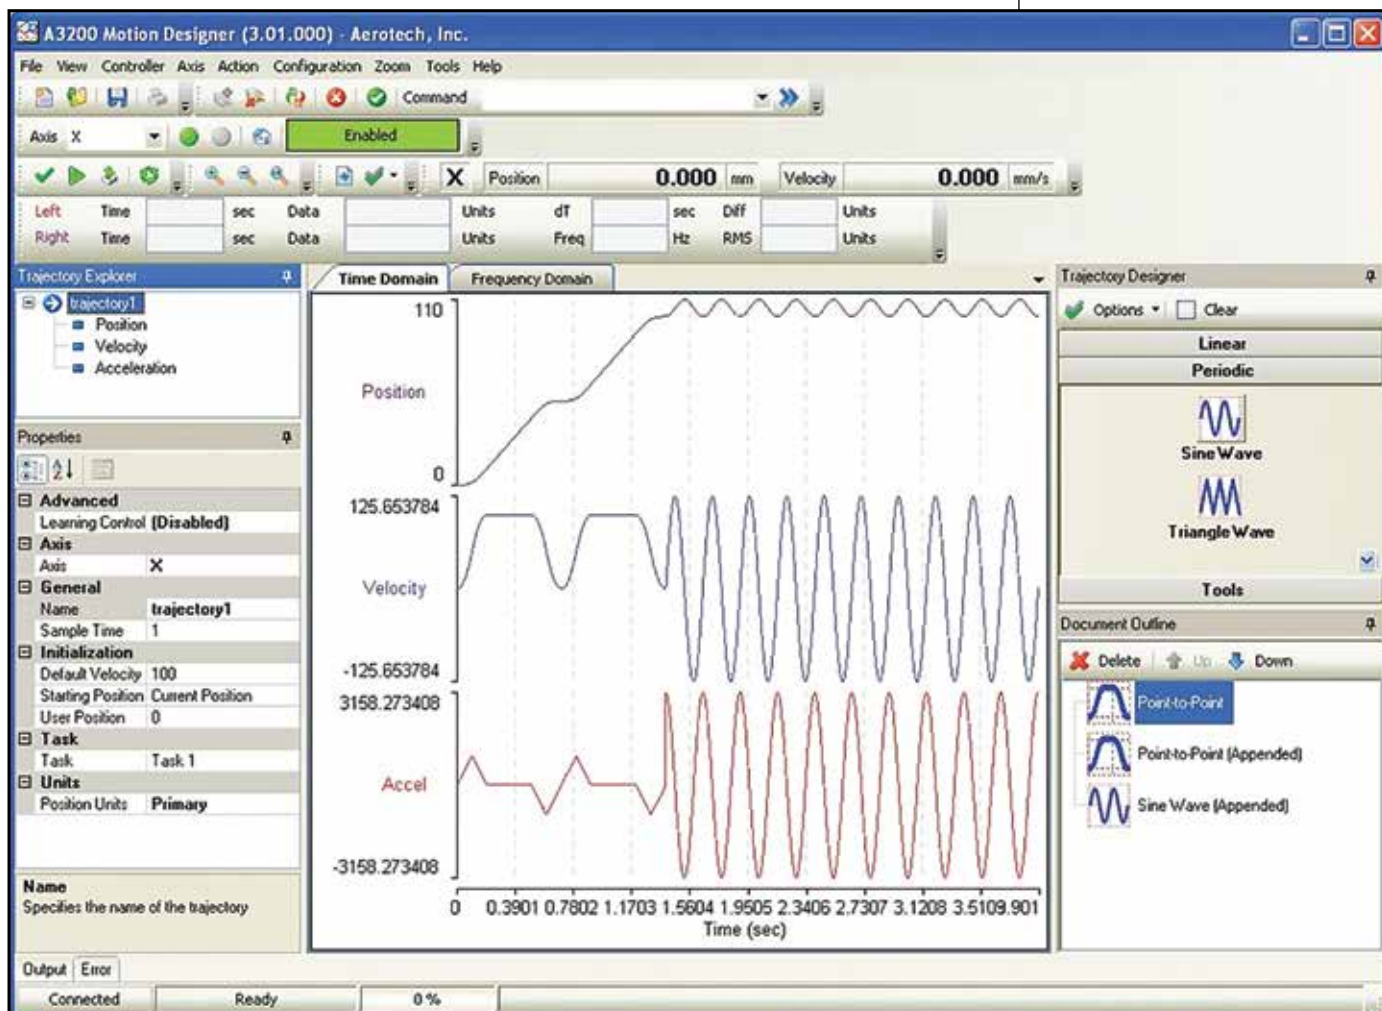 A3200 Motion Designer (3.01.000) - Aerotech, Inc.
File View Controller Axis Action Configuration Zoom Tools Help
Command
Axis X Enabled
X Position 0.000 mm Velocity 0.000 mm/s
Left Time sec Data Units dT sec Diff Units
Right Time sec Data Units Freq Hz RMS Units
Trajectory Explorer
trajectory1
Position
Velocity
Acceleration
Properties
Advanced
Learning Control (Disabled)
Axis
Axis X
General
Name trajectory1
Sample Time 1
Initialization
Default Velocity 100
Starting Position Current Position
User Position 0
Task
Task Task 1
Units
Position Units Primary
Name
Specifies the name of the trajectory
Time Domain Frequency Domain
110
Position
0
125.653784
Velocity
-125.653784
3158.273408
Accel
-3158.273408
0 0.3901 0.7802 1.1703 1.5604 1.9505 2.3406 2.7307 3.1208 3.5109.901
Time (sec)
Trajectory Designer
Options Clear
Linear
Periodic
Sine Wave
Triangle Wave
Tools
Document Outline
Delete Up Down
Point-to-Point
Point-to-Point (Appended)
Sine Wave (Appended)
Output Error
Connected Ready 0 %